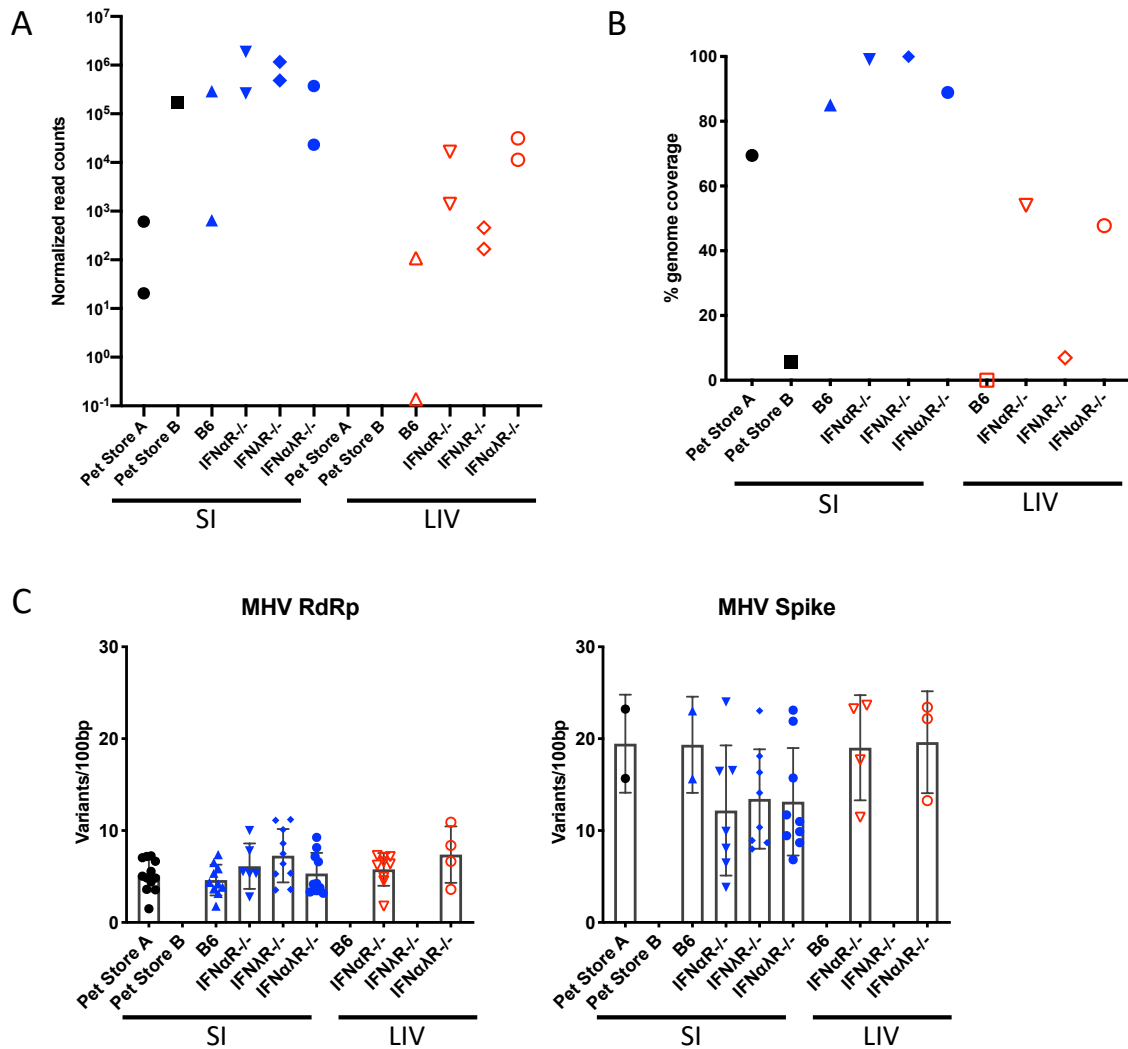 A
Normalized read counts
10^7
10^6
10^5
10^4
10^3
10^2
10^1
10^0
10^-1
Pet Store A
Pet Store B
B6
IFNαR-/-
IFNλR-/-
IFNαλR-/-
Pet Store A
Pet Store B
B6
IFNαR-/-
IFNλR-/-
IFNαλR-/-
SI
LIV
B
% genome coverage
100
80
60
40
20
0
Pet Store A
Pet Store B
B6
IFNαR-/-
IFNλR-/-
IFNαλR-/-
B6
IFNαR-/-
IFNλR-/-
IFNαλR-/-
SI
LIV
C
MHV RdRp
Variants/100bp
30
20
10
0
Pet Store A
Pet Store B
B6
IFNαR-/-
IFNλR-/-
IFNαλR-/-
B6
IFNαR-/-
IFNλR-/-
IFNαλR-/-
SI
LIV
MHV Spike
Variants/100bp
30
20
10
0
Pet Store A
Pet Store B
B6
IFNαR-/-
IFNλR-/-
IFNαλR-/-
B6
IFNαR-/-
IFNλR-/-
IFNαλR-/-
SI
LIV